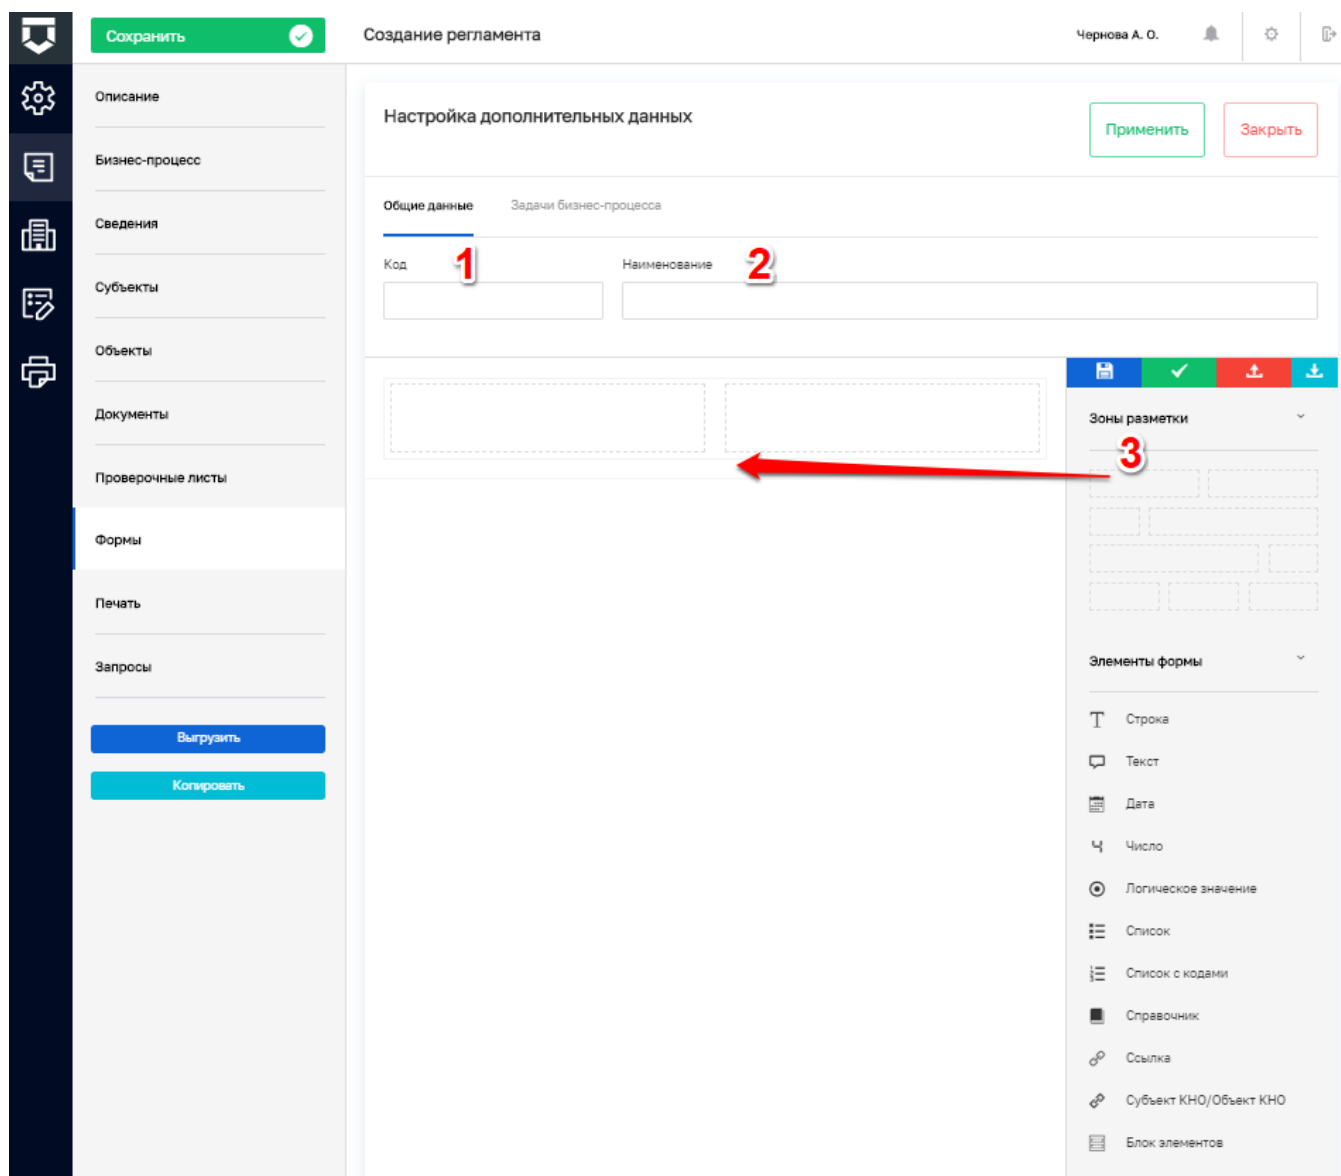 Сохранить
Создание регламента
Чернова А. О.
Описание
Бизнес-процесс
Сведения
Субъекты
Объекты
Документы
Проверочные листы
Формы
Печать
Запросы
Выгрузить
Копировать
Настройка дополнительных данных
Применить
Закрыть
Общие данные
Задачи бизнес-процесса
Код
1
Наименование
2
Зоны разметки
3
Элементы формы
Строка
Текст
Дата
Число
Логическое значение
Список
Список с кодами
Справочник
Ссылка
Субъект КНО/Объект КНО
Блок элементов